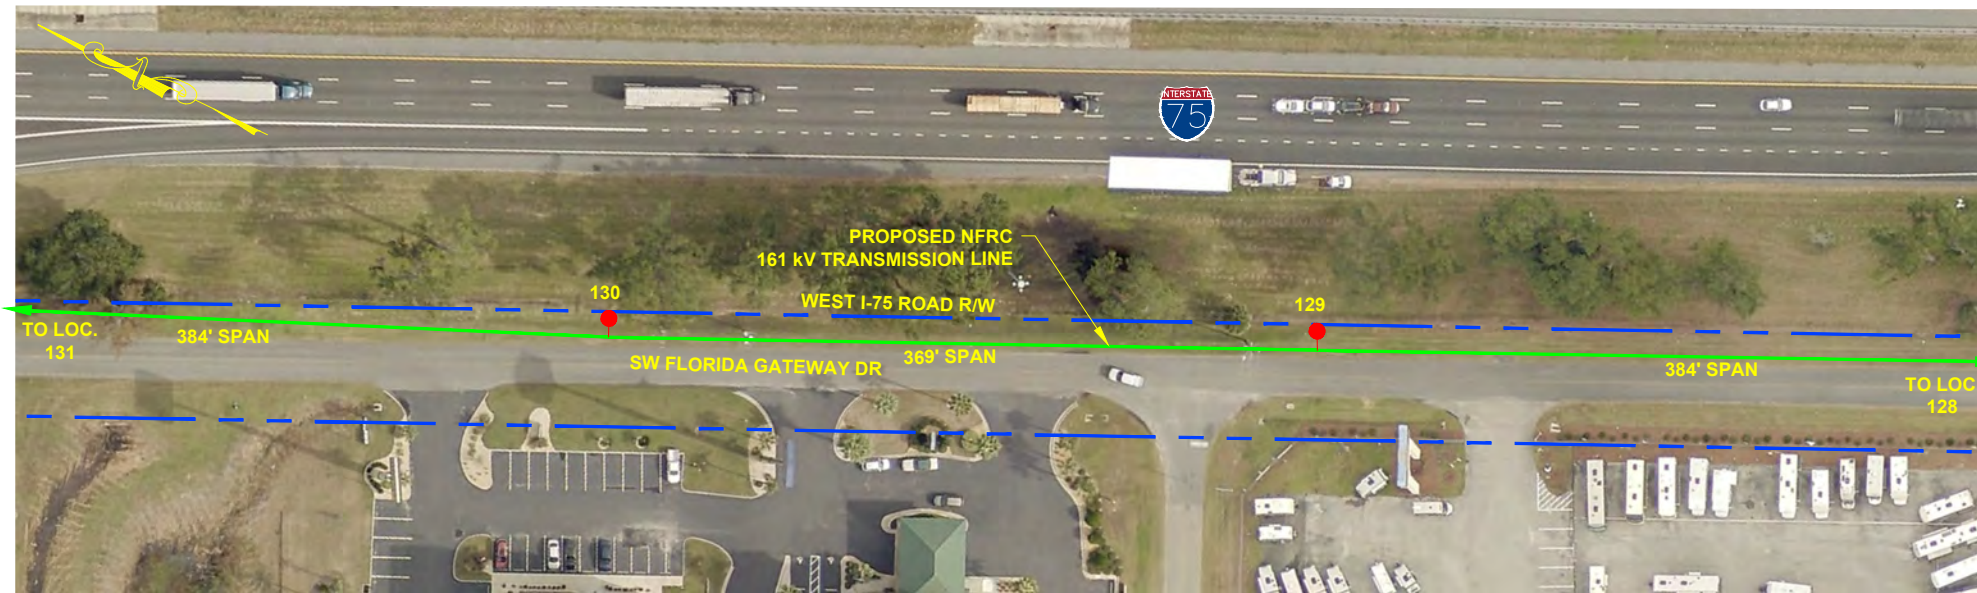 INTERSTATE
75
PROPOSED NFRC
161 kV TRANSMISSION LINE
130
WEST I-75 ROAD R/W
129
TO LOC.
131
384' SPAN
SW FLORIDA GATEWAY DR
369' SPAN
384' SPAN
TO LOC
128